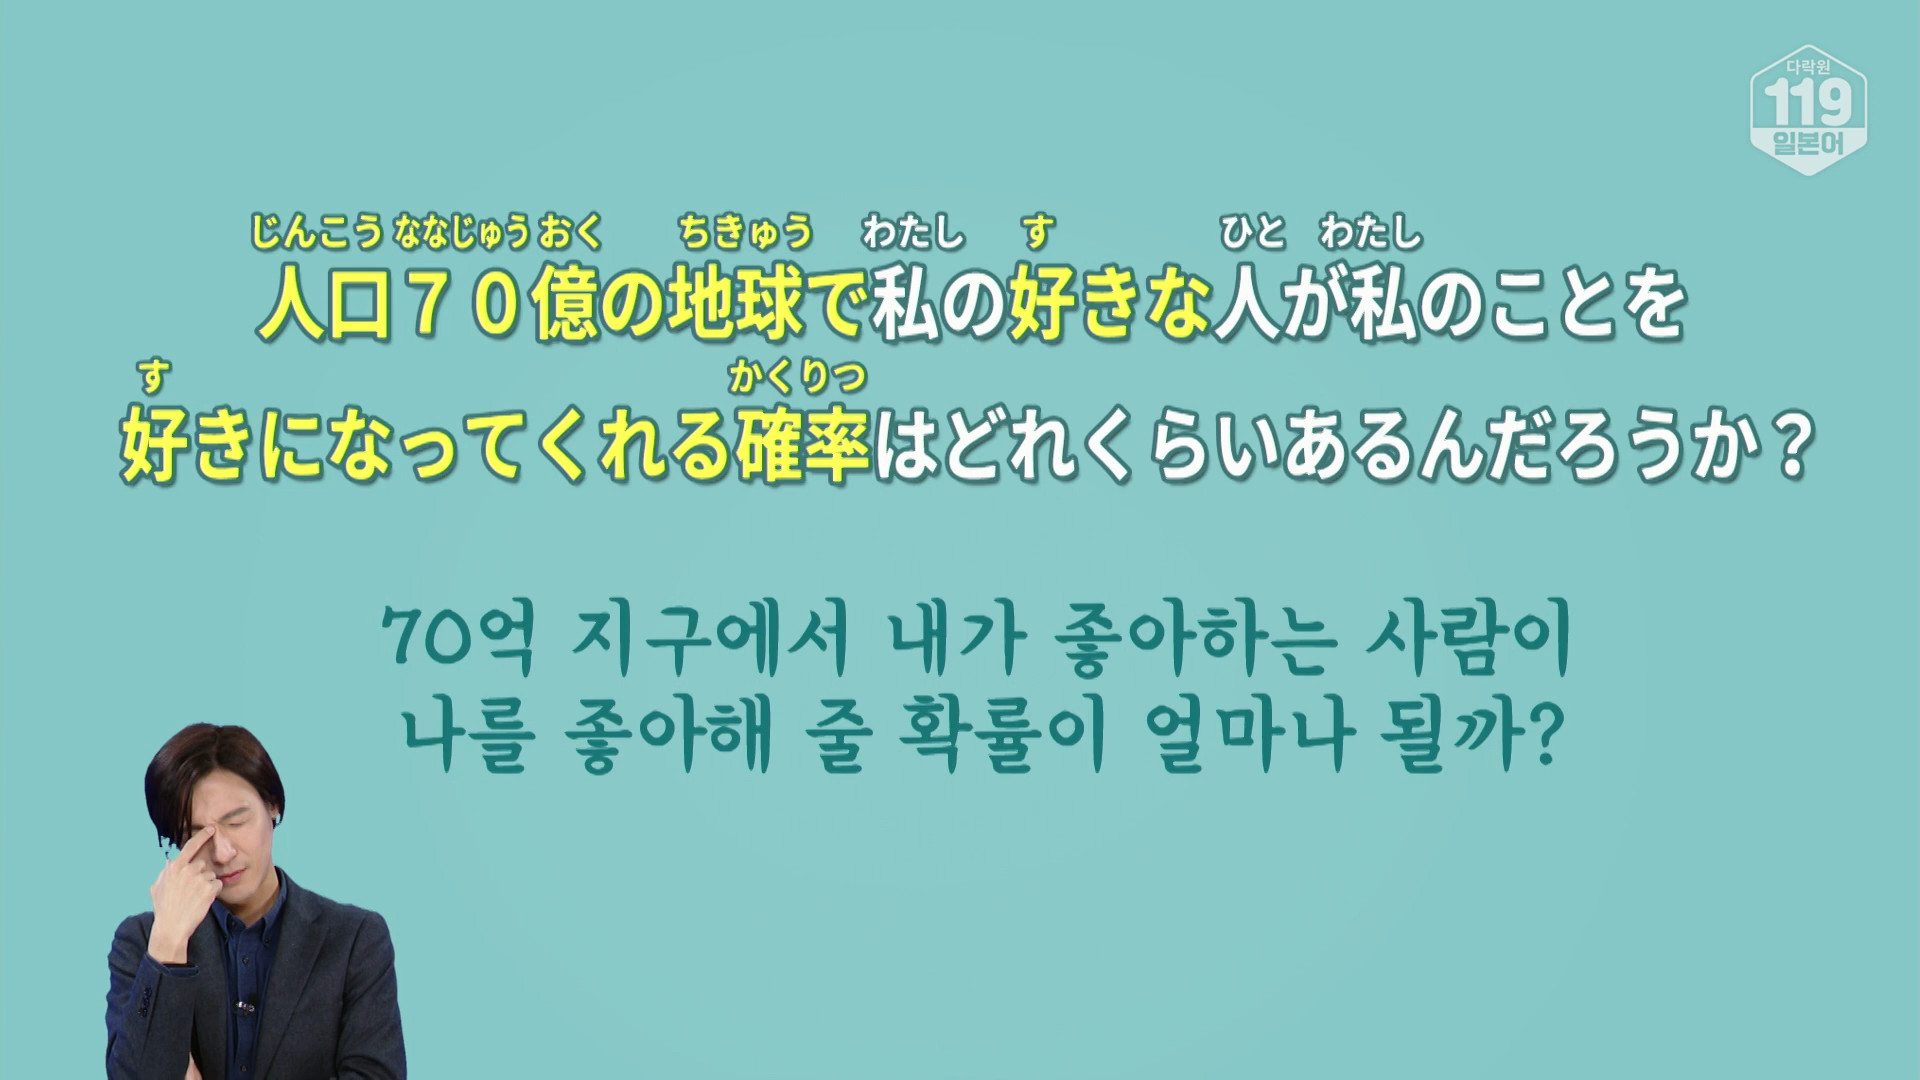 다락원
119
일본어
じんこう ななじゅうおく ちきゅう わたし す ひと わたし
人口７０億の地球で私の好きな人が私のことを
す かくりつ
好きになってくれる確率はどれくらいあるんだろうか？
70억 지구에서 내가 좋아하는 사람이
나를 좋아해 줄 확률이 얼마나 될까?